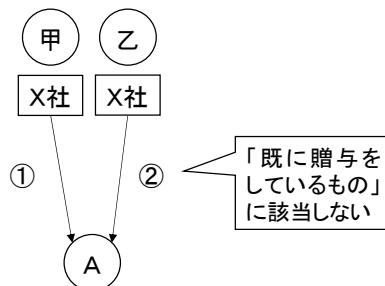 甲 乙
X社 X社
① ②
「既に贈与を
しているもの」
に該当しない
A